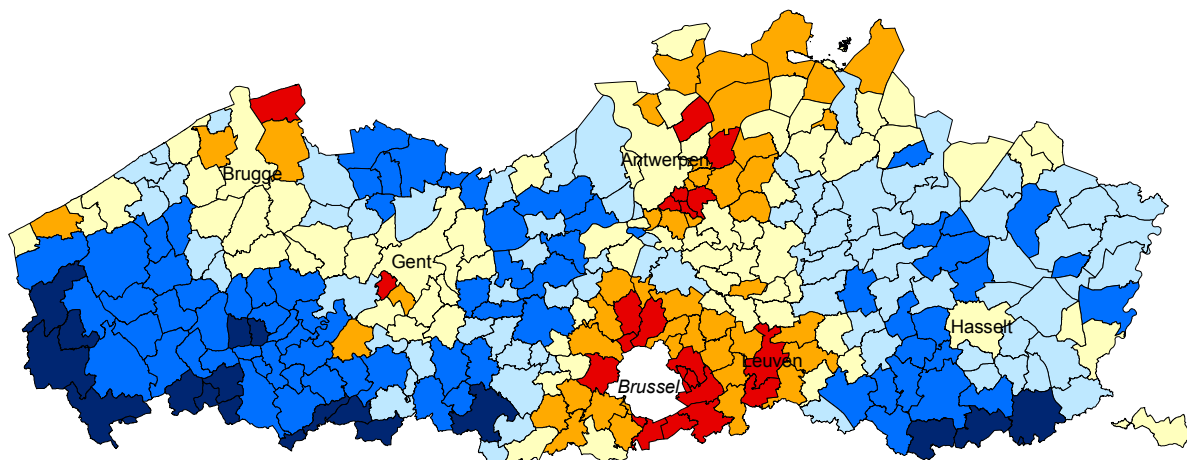 Antwerpen
Brugge
Gent
s
Hasselt
Leuven
Brussel